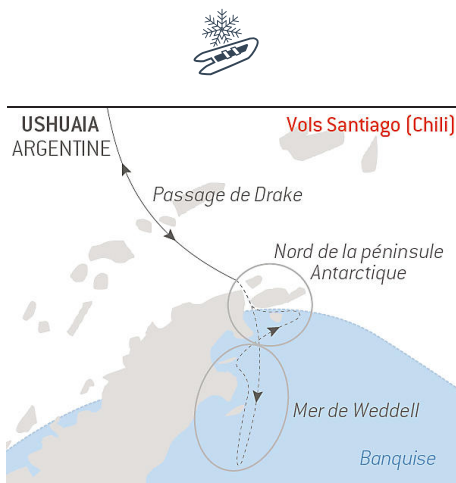 USHUAIA
ARGENTINE
Vols Santiago (Chili)
Passage de Drake
Nord de la péninsule
Antarctique
Mer de Weddell
Banquise